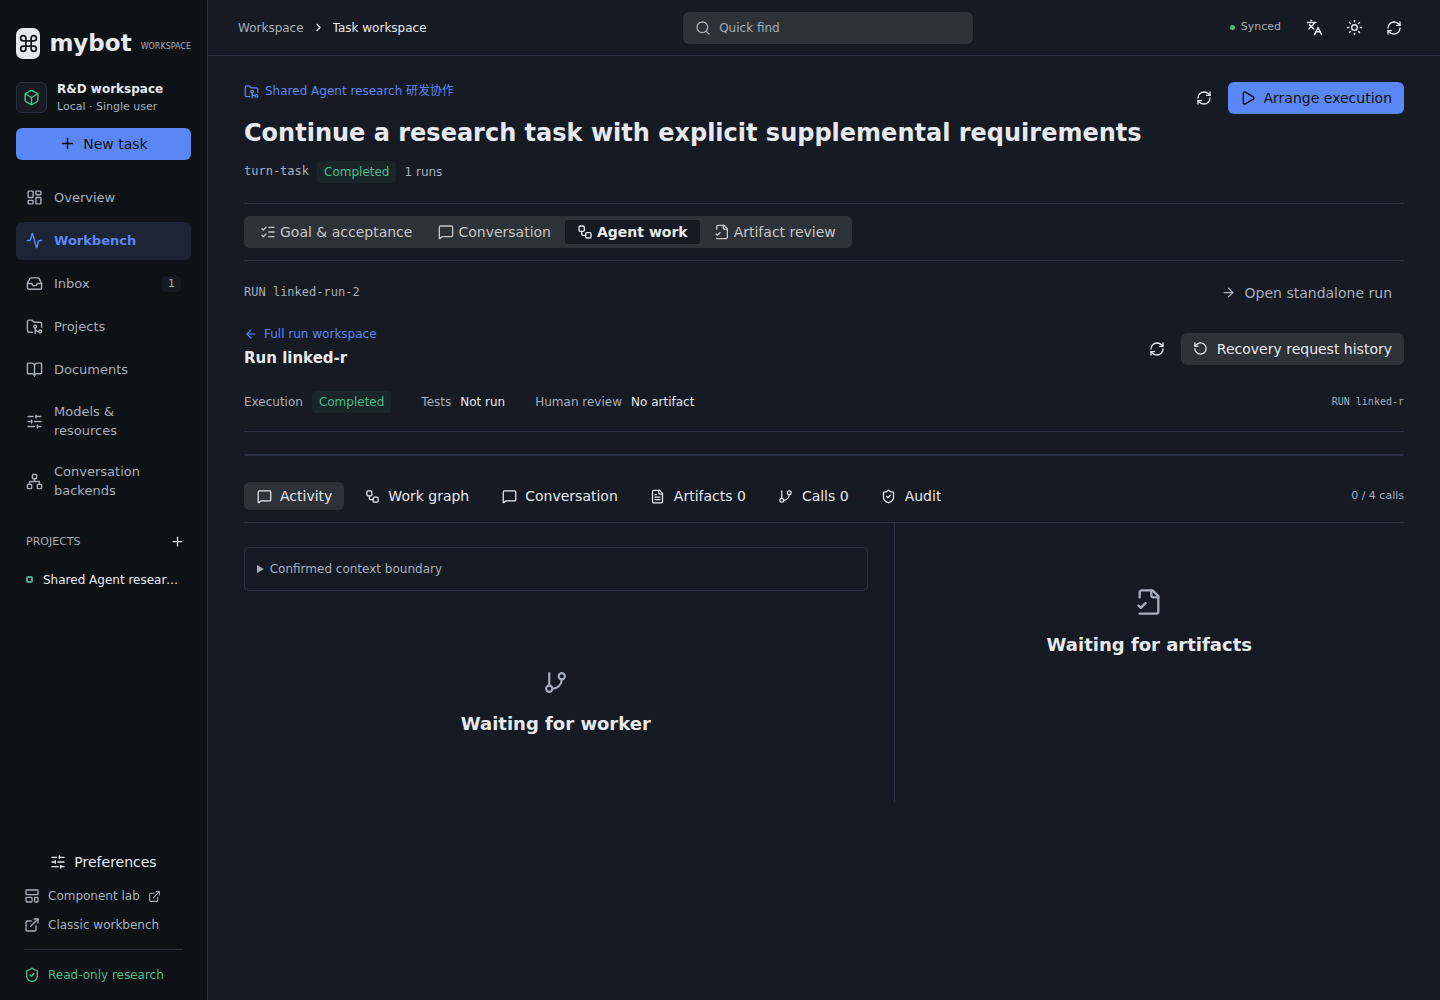 mybot WORKSPACE
R&D workspace
Local · Single user
New task
Overview
Workbench
Inbox 1
Projects
Documents
Models &
resources
Conversation
backends
PROJECTS
Shared Agent resear...
Preferences
Component lab
Classic workbench
Read-only research
Workspace Task workspace
Quick find
Synced
Shared Agent research 研发协作
Arrange execution
Continue a research task with explicit supplemental requirements
turn-task Completed 1 runs
Goal & acceptance Conversation Agent work Artifact review
RUN linked-run-2
Open standalone run
Full run workspace
Run linked-r
Recovery request history
Execution Completed Tests Not run Human review No artifact
RUN linked-r
Activity Work graph Conversation Artifacts 0 Calls 0 Audit
0 / 4 calls
Confirmed context boundary
Waiting for worker
Waiting for artifacts